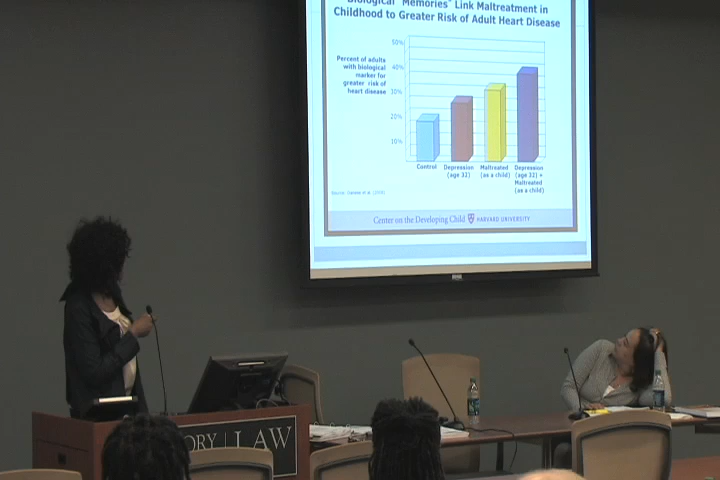 Biological "Memories" Link Maltreatment in
Childhood to Greater Risk of Adult Heart Disease
Percent of adults
with biological
marker for
greater risk of
heart disease
50%
40%
30%
20%
10%
Control
Depression
(age 32)
Maltreated
(as a child)
Depression
(age 32) +
Maltreated
(as a child)
Center on the Developing Child HARVARD UNIVERSITY
ORY | LAW